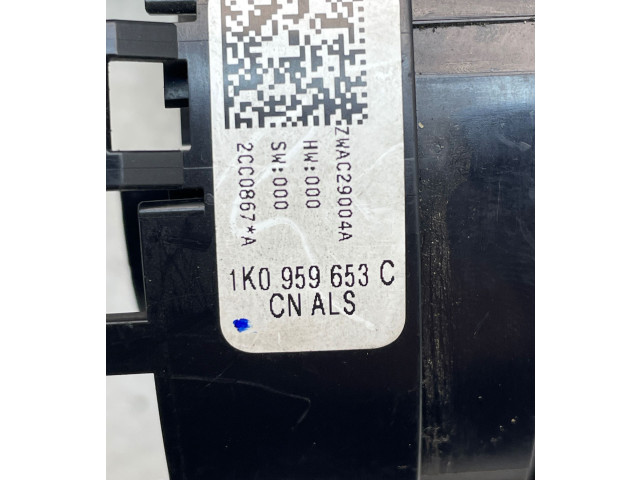 ZWAC29004A
HW:000
SW:000
2CC0867*A
1K0 959 653 C
CN ALS